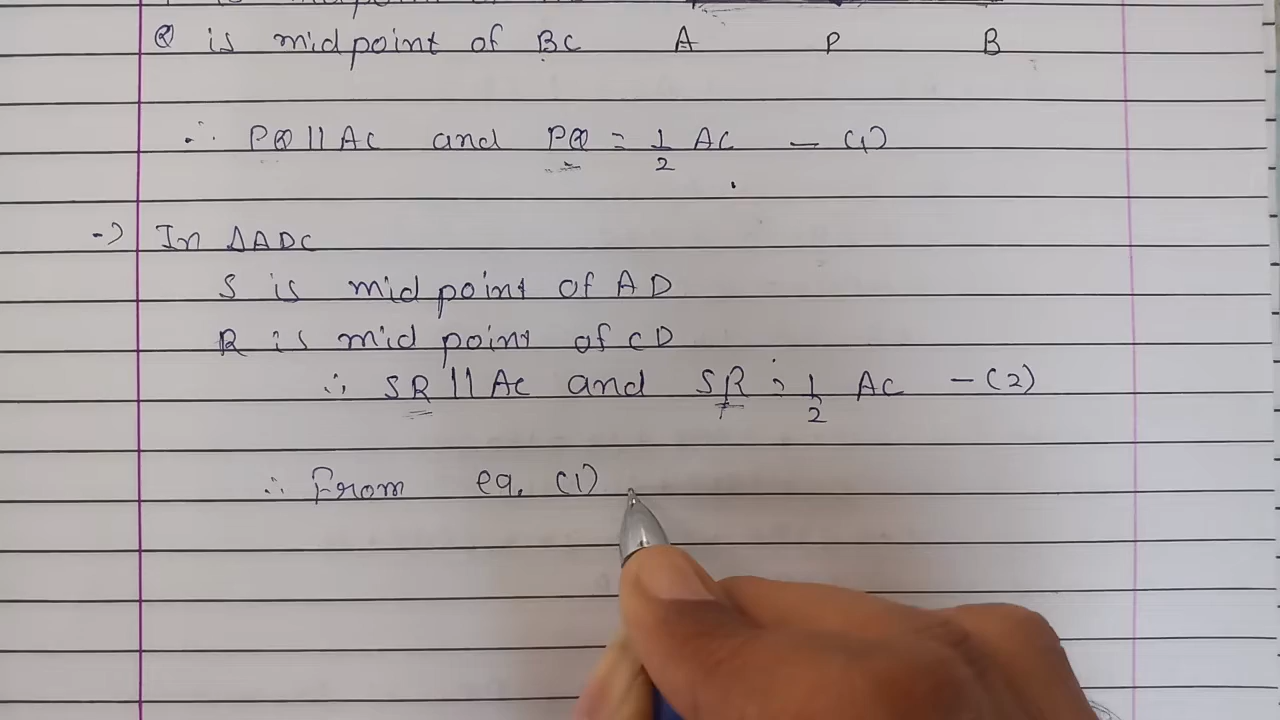 Q is midpoint of BC A P B
∴ PQ || AC and PQ = 1/2 AC — (1)
-> In △ADC
S is midpoint of AD
R is midpoint of CD
∴ SR || AC and SR = 1/2 AC — (2)
∴ From eq. (1)